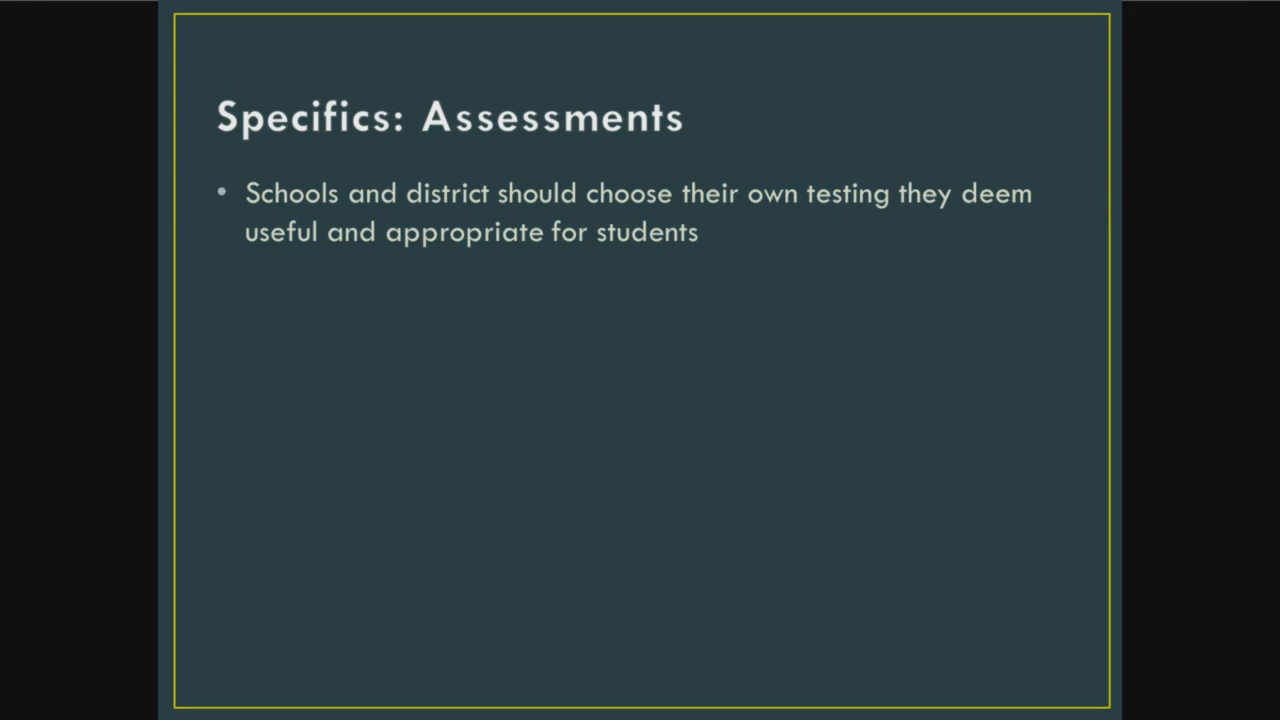 Specifics: Assessments
• Schools and district should choose their own testing they deem
useful and appropriate for students